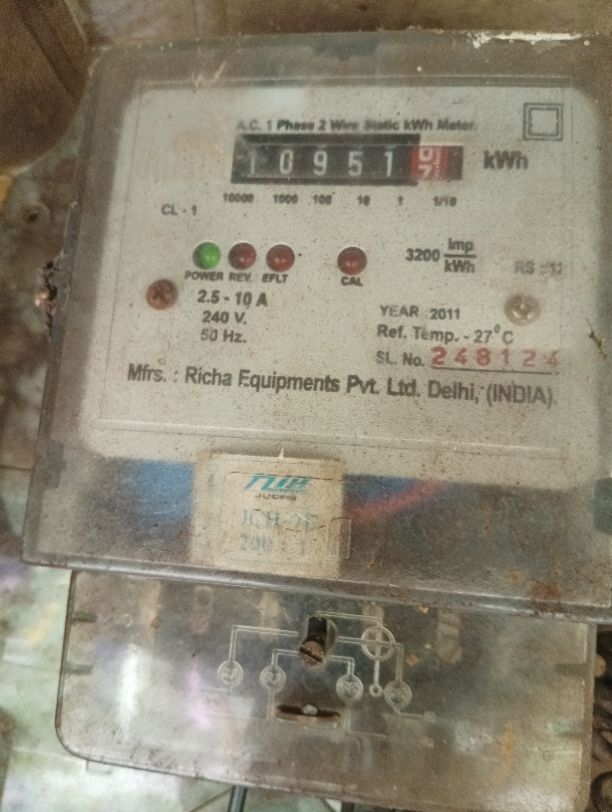 A.C. 1 Phase 2 Wire Static kWh Meter.
10951 kWh
10000 1000 100 10 1 1/10
CL - 1
3200 Imp/kWh
POWER REV. EFLT CAL
2.5 - 10 A
240 V.
50 Hz.
YEAR : 2011
Ref. Temp. - 27°C
SL. No. 248124
Mfrs. : Richa Equipments Pvt. Ltd. Delhi, (INDIA)